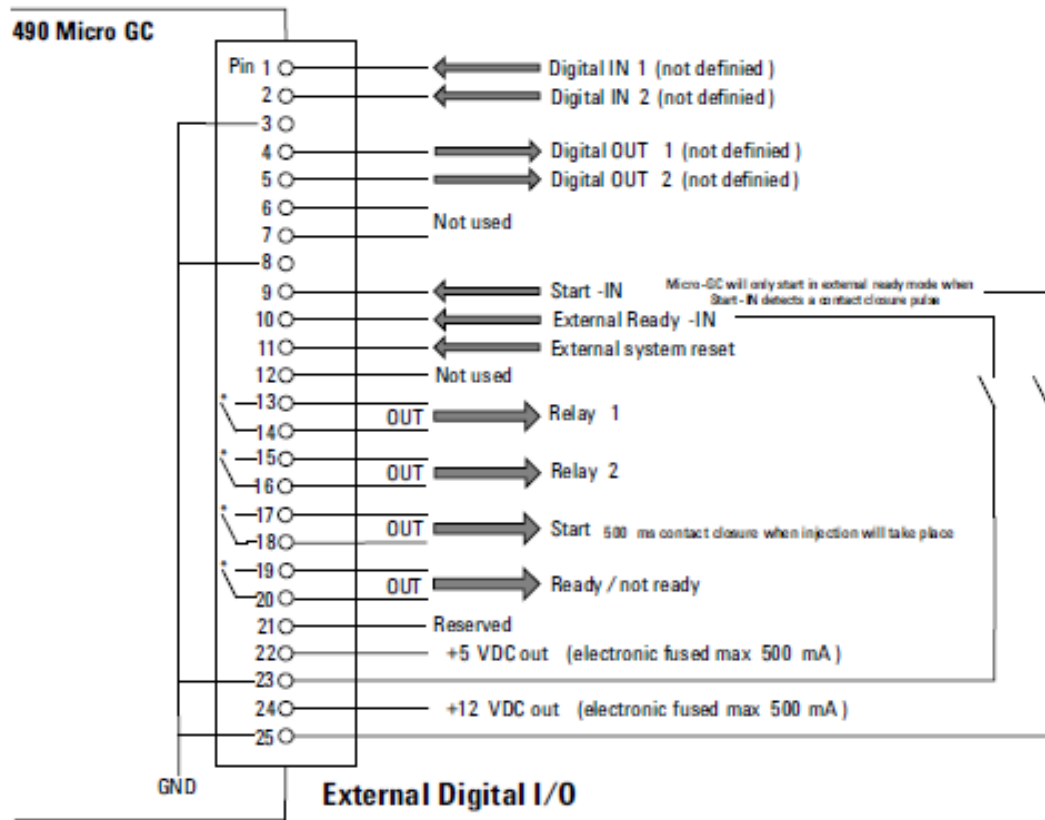 490 Micro GC
Pin 1 Digital IN 1 (not definied)
2 Digital IN 2 (not definied)
3
4 Digital OUT 1 (not definied)
5 Digital OUT 2 (not definied)
6
Not used
7
8
9 Start -IN Micro-GC will only start in external ready mode when
Start-IN detects a contact closure pulse
10 External Ready -IN
11 External system reset
12 Not used
13
OUT Relay 1
14
15
OUT Relay 2
16
17
OUT Start 500 ms contact closure when injection will take place
18
19
OUT Ready / not ready
20
21 Reserved
22 +5 VDC out (electronic fused max 500 mA)
23
24 +12 VDC out (electronic fused max 500 mA)
25
GND
External Digital I/O